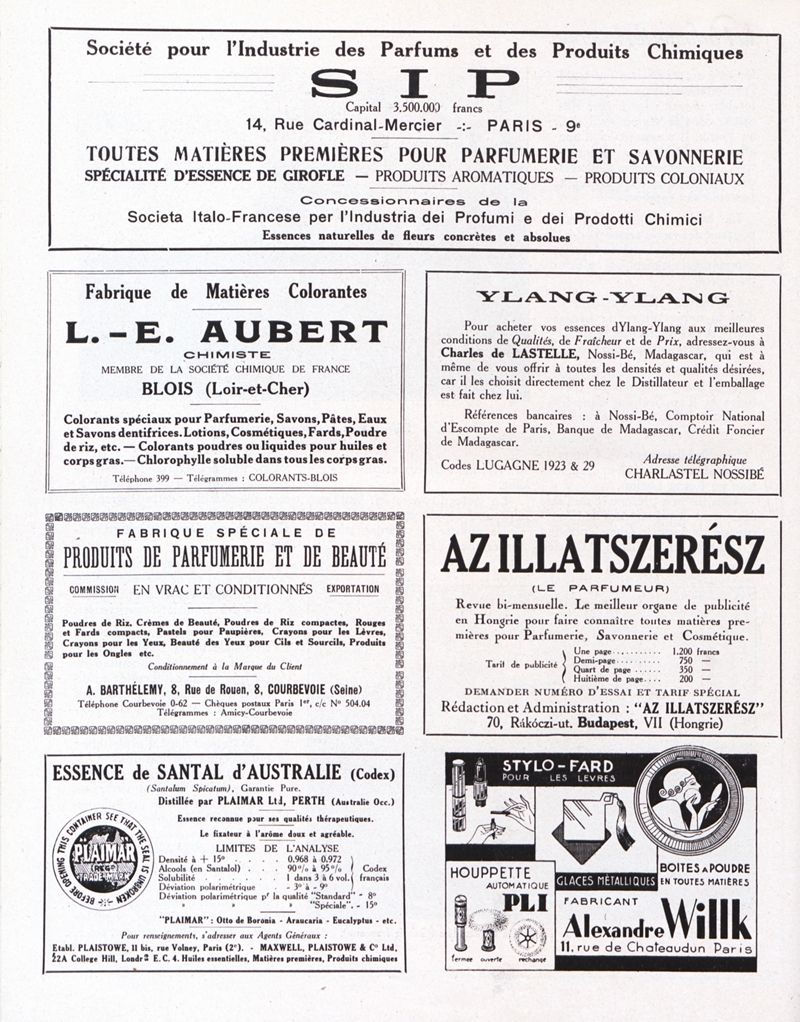 Société pour l'Industrie des Parfums et des Produits Chimiques
SIP
Capital 3.500.000 francs
14, Rue Cardinal-Mercier -:- PARIS - 9e
TOUTES MATIÈRES PREMIÈRES POUR PARFUMERIE ET SAVONNERIE
SPÉCIALITÉ D'ESSENCE DE GIROFLE — PRODUITS AROMATIQUES — PRODUITS COLONIAUX
Concessionnaires de la
Societa Italo-Francese per l'Industria dei Profumi e dei Prodotti Chimici
Essences naturelles de fleurs concrètes et absolues
Fabrique de Matières Colorantes
L.-E. AUBERT
CHIMISTE
MEMBRE DE LA SOCIÉTÉ CHIMIQUE DE FRANCE
BLOIS (Loir-et-Cher)
Colorants spéciaux pour Parfumerie, Savons, Pâtes, Eaux
et Savons dentifrices. Lotions, Cosmétiques, Fards, Poudre
de riz, etc. — Colorants poudres ou liquides pour huiles et
corps gras. — Chlorophylle soluble dans tous les corps gras.
Téléphone 399 — Télégrammes : COLORANTS-BLOIS
YLANG-YLANG
Pour acheter vos essences dYlang-Ylang aux meilleures
conditions de Qualités, de Fraîcheur et de Prix, adressez-vous à
Charles de LASTELLE, Nossi-Bé, Madagascar, qui est à
même de vous offrir à toutes les densités et qualités désirées,
car il les choisit directement chez le Distillateur et l'emballage
est fait chez lui.
Références bancaires : à Nossi-Bé, Comptoir National
d'Escompte de Paris, Banque de Madagascar, Crédit Foncier
de Madagascar.
Codes LUGAGNE 1923 & 29
Adresse télégraphique
CHARLASTEL NOSSIBÉ
FABRIQUE SPÉCIALE DE
PRODUITS DE PARFUMERIE ET DE BEAUTÉ
COMMISSION EN VRAC ET CONDITIONNÉS EXPORTATION
Poudres de Riz, Crèmes de Beauté, Poudres de Riz compactes, Rouges
et Fards compacts, Pastels pour Paupières, Crayons pour les Lèvres,
Crayons pour les Yeux, Beauté des Yeux pour Cils et Sourcils, Produits
pour les Ongles etc.
Conditionnement à la Marque du Client
A. BARTHÉLEMY, 8, Rue de Rouen, 8, COURBEVOIE (Seine)
Téléphone Courbevoie 0-62 — Chèques postaux Paris 1er, c/c No 504.04
Télégrammes : Amicy-Courbevoie
AZ ILLATSZERÉSZ
(LE PARFUMEUR)
Revue bi-mensuelle. Le meilleur organe de publicité
en Hongrie pour faire connaître toutes matières pre-
mières pour Parfumerie, Savonnerie et Cosmétique.
Tarif de publicité
Une page........... 1.200 francs
Demi-page......... 750 —
Quart de page..... 350 —
Huitième de page.... 200 —
DEMANDER NUMÉRO D'ESSAI ET TARIF SPÉCIAL
Rédaction et Administration : "AZ ILLATSZERÉSZ"
70, Rákóczi-ut. Budapest, VII (Hongrie)
ESSENCE de SANTAL d'AUSTRALIE (Codex)
(Santalum Spicatum), Garantie Pure.
Distillée par PLAIMAR Ltd, PERTH (Australie Occ.)
Essence reconnue pour ses qualités thérapeutiques.
Le fixateur à l'arôme doux et agréable.
BEFORE OPENING THIS CONTAINER SEE THAT THE SEAL IS UNBROKEN
PLAIMAR
(REGD)
TRADE MARK
LIMITES DE L'ANALYSE
Densité à + 15° . . . . 0.968 à 0.972
Alcools (en Santalol) . . . 90% à 95%
Solubilité . . . . . 1 dans 3 à 6 vol.
Codex
français
Déviation polarimétrique - 3° à - 9°
Déviation polarimétrique pr la qualité "Standard" - 8°
" " "Spéciale". - 15°
"PLAIMAR" : Otto de Boronia - Araucaria - Eucalyptus - etc.
Pour renseignements, s'adresser aux Agents Généraux :
Etabl. PLAISTOWE, 11 bis, rue Volney, Paris (2e). - MAXWELL, PLAISTOWE & Co Ltd,
22A College Hill, Londres E. C. 4. Huiles essentielles, Matières premières, Produits chimiques
STYLO-FARD
POUR LES LEVRES
HOUPPETTE
AUTOMATIQUE
PLI
fermée ouverte rechange
GLACES MÉTALLIQUES
BOITES A POUDRE
EN TOUTES MATIÈRES
FABRICANT
Alexandre Willk
11, rue de Chateaudun Paris